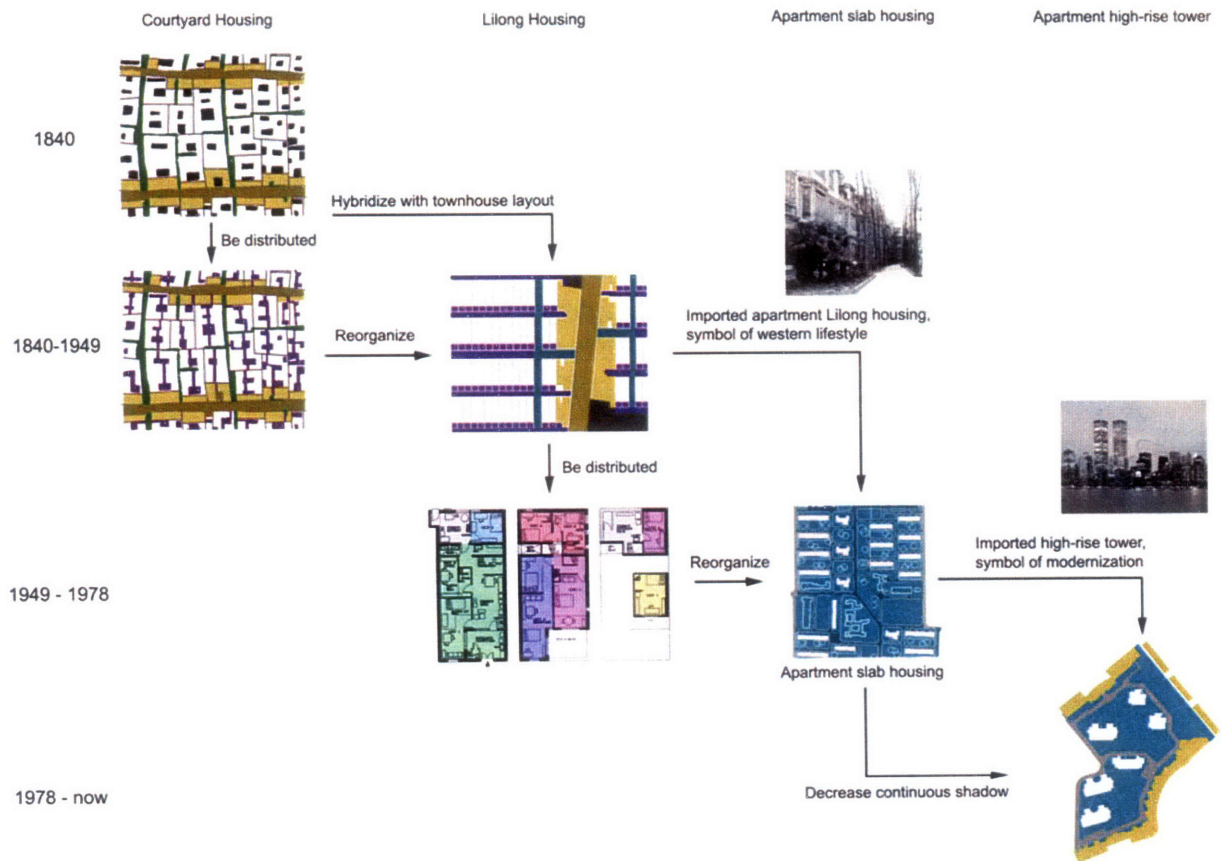 Courtyard Housing
Lilong Housing
Apartment slab housing
Apartment high-rise tower
1840
Hybridize with townhouse layout
Be distributed
1840-1949
Reorganize
Imported apartment Lilong housing,
symbol of western lifestyle
Be distributed
1949 - 1978
Reorganize
Imported high-rise tower,
symbol of modernization
Apartment slab housing
Decrease continuous shadow
1978 - now